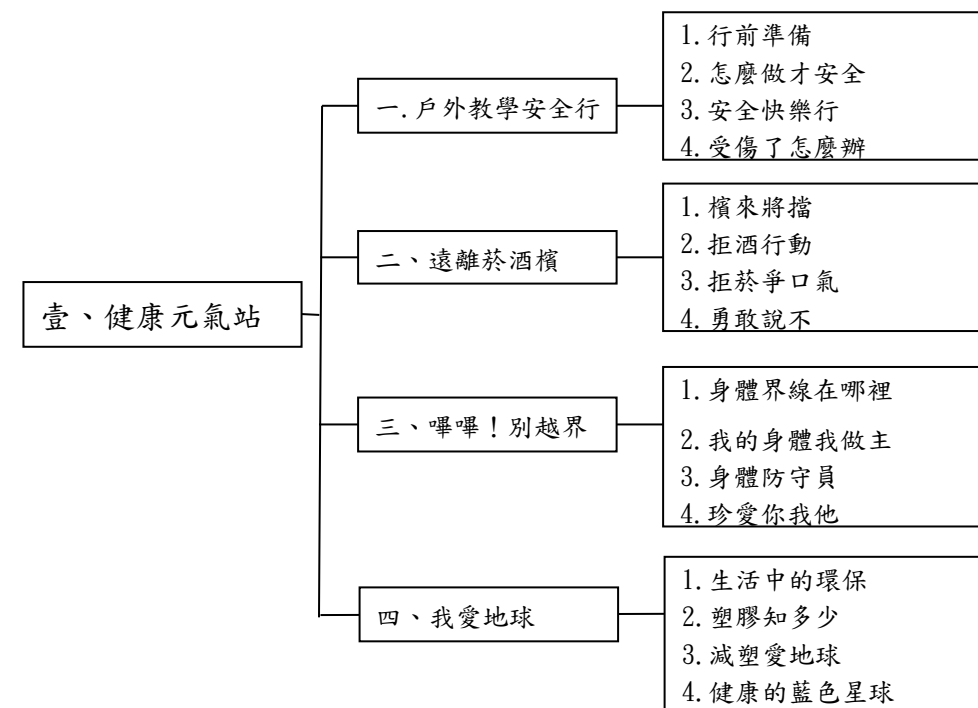 壹、健康元氣站
一.戶外教學安全行
1.行前準備
2.怎麼做才安全
3.安全快樂行
4.受傷了怎麼辦
二、遠離菸酒檳
1.檳來將擋
2.拒酒行動
3.拒菸爭口氣
4.勇敢說不
三、嗶嗶！別越界
1.身體界線在哪裡
2.我的身體我做主
3.身體防守員
4.珍愛你我他
四、我愛地球
1.生活中的環保
2.塑膠知多少
3.減塑愛地球
4.健康的藍色星球